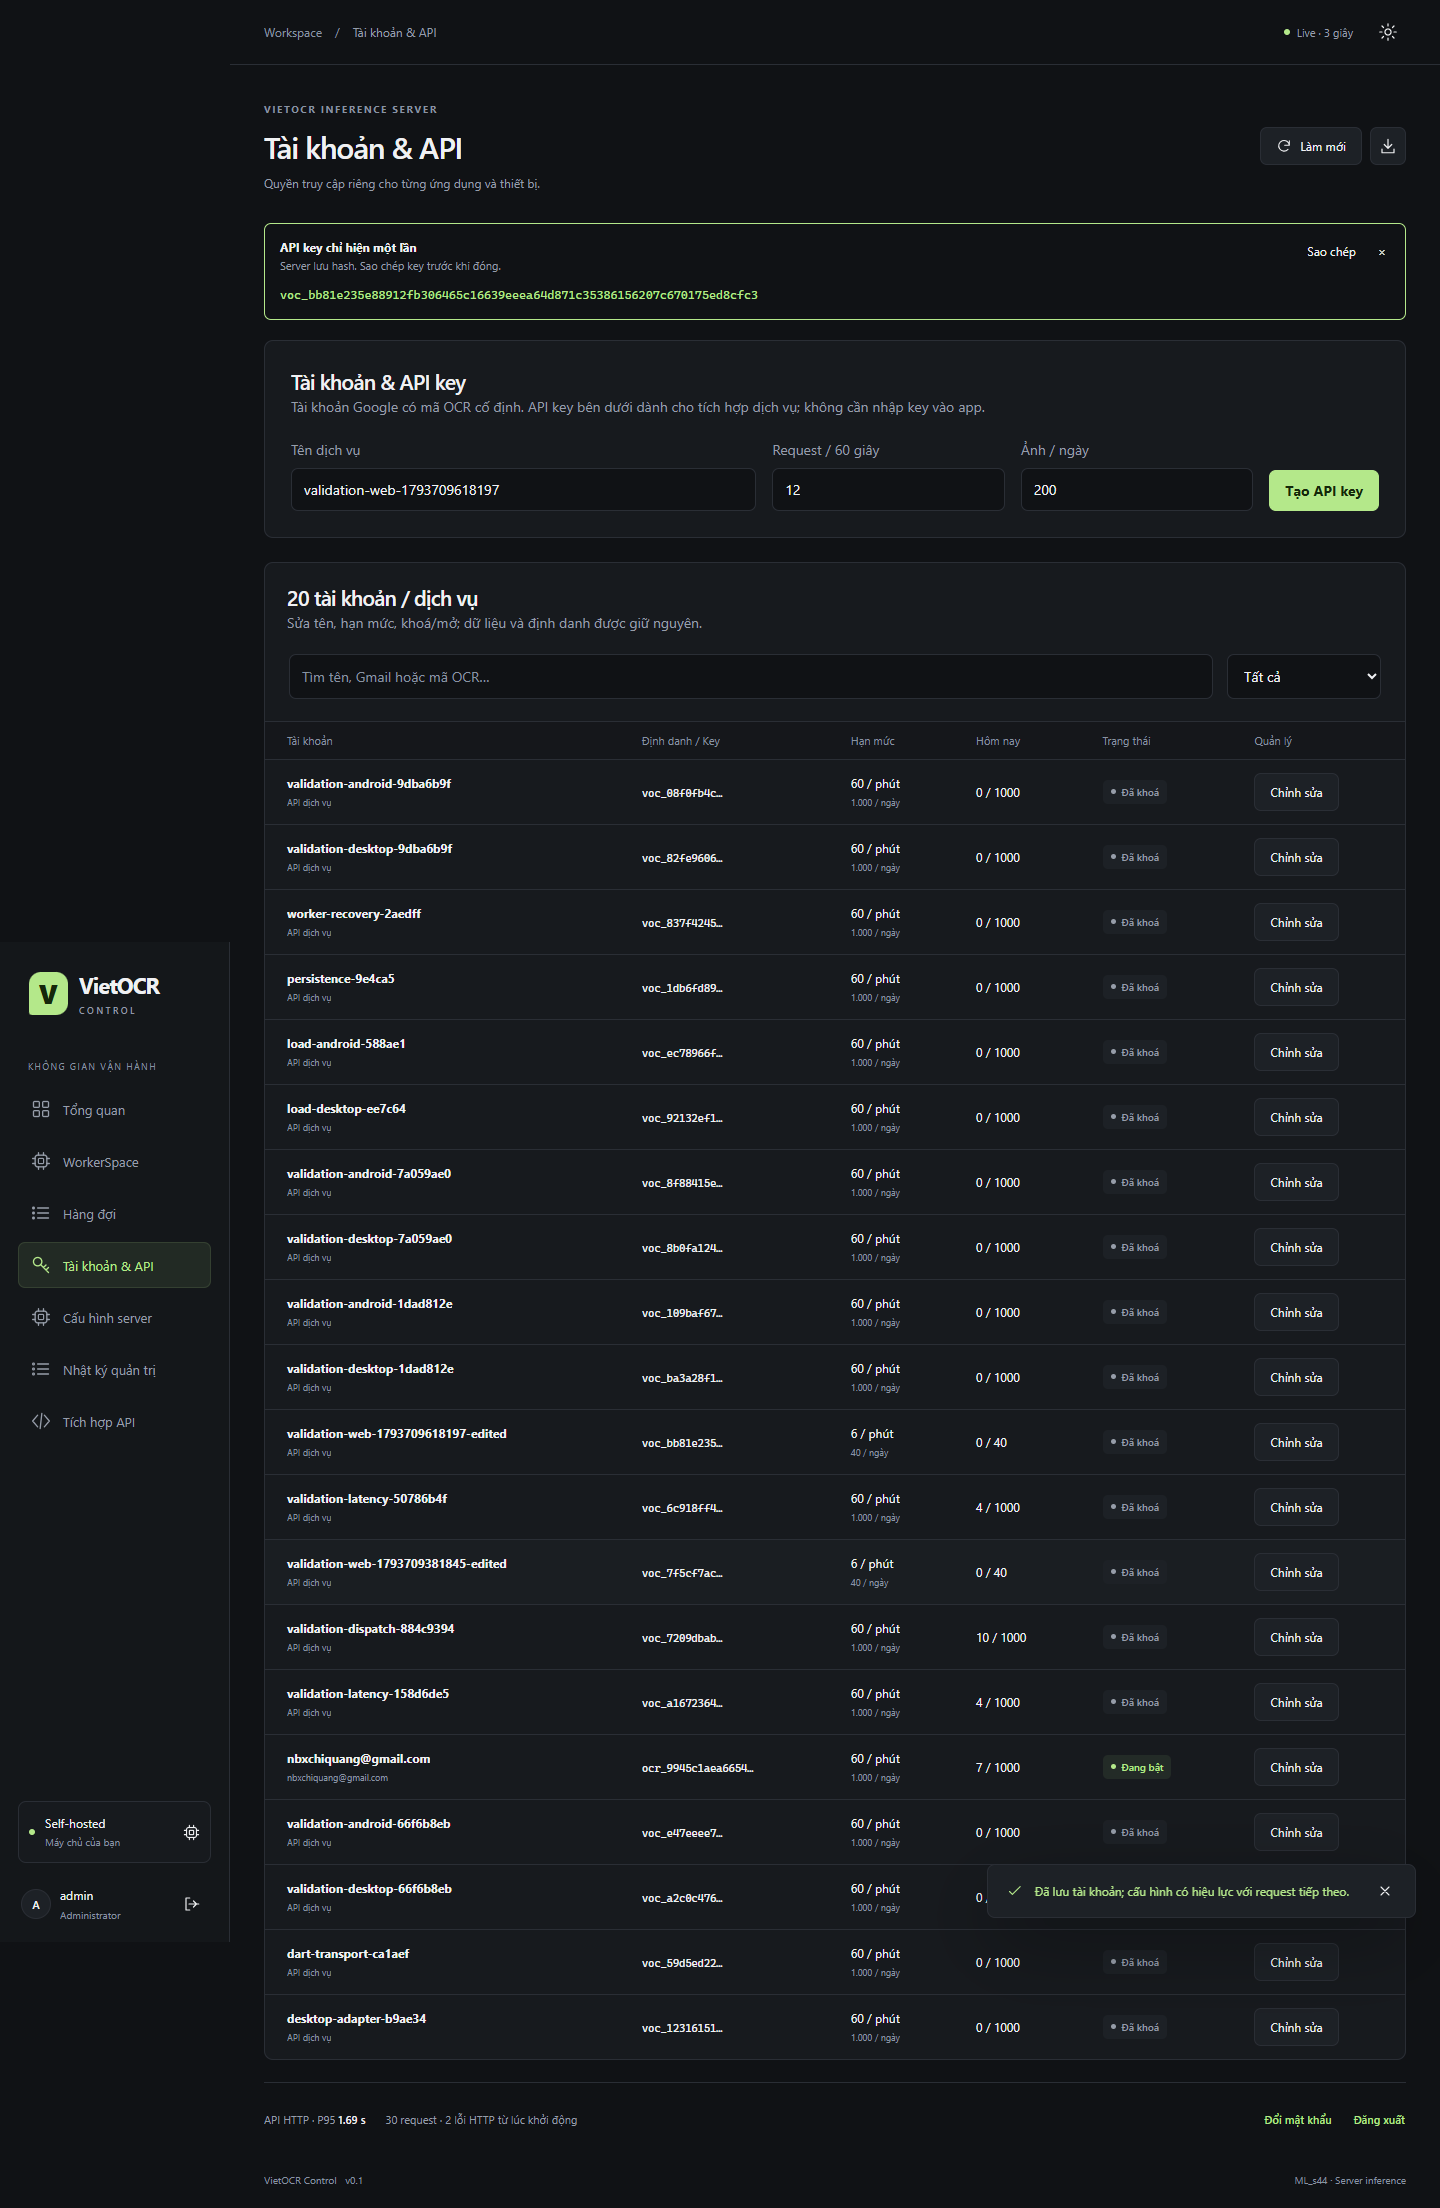 Workspace / Tài khoản & API
Live · 3 giây
VIETOCR INFERENCE SERVER
Tài khoản & API
Quyền truy cập riêng cho từng ứng dụng và thiết bị.
Làm mới
API key chỉ hiện một lần
Server lưu hash. Sao chép key trước khi đóng.
Sao chép ×
voc_bb81e235e88912fb306465c16639eeea64d871c35386156207c670175ed8cfc3
Tài khoản & API key
Tài khoản Google có mã OCR cố định. API key bên dưới dành cho tích hợp dịch vụ; không cần nhập key vào app.
Tên dịch vụ Request / 60 giây Ảnh / ngày
validation-web-1793709618197 12 200 Tạo API key
20 tài khoản / dịch vụ
Sửa tên, hạn mức, khoá/mở; dữ liệu và định danh được giữ nguyên.
Tìm tên, Gmail hoặc mã OCR... Tất cả
Tài khoản Định danh / Key Hạn mức Hôm nay Trạng thái Quản lý
validation-android-9dba6b9f voc_08f0fb4c… 60 / phút 0 / 1000 Đã khoá Chỉnh sửa
API dịch vụ 1.000 / ngày
validation-desktop-9dba6b9f voc_82fe9606… 60 / phút 0 / 1000 Đã khoá Chỉnh sửa
API dịch vụ 1.000 / ngày
worker-recovery-2aedff voc_837f4245… 60 / phút 0 / 1000 Đã khoá Chỉnh sửa
API dịch vụ 1.000 / ngày
persistence-9e4ca5 voc_1db6fd89… 60 / phút 0 / 1000 Đã khoá Chỉnh sửa
API dịch vụ 1.000 / ngày
load-android-588ae1 voc_ec78966f… 60 / phút 0 / 1000 Đã khoá Chỉnh sửa
API dịch vụ 1.000 / ngày
load-desktop-ee7c64 voc_92132ef1… 60 / phút 0 / 1000 Đã khoá Chỉnh sửa
API dịch vụ 1.000 / ngày
validation-android-7a059ae0 voc_8f88415e… 60 / phút 0 / 1000 Đã khoá Chỉnh sửa
API dịch vụ 1.000 / ngày
validation-desktop-7a059ae0 voc_8b0fa124… 60 / phút 0 / 1000 Đã khoá Chỉnh sửa
API dịch vụ 1.000 / ngày
validation-android-1dad812e voc_109baf67… 60 / phút 0 / 1000 Đã khoá Chỉnh sửa
API dịch vụ 1.000 / ngày
validation-desktop-1dad812e voc_ba3a28f1… 60 / phút 0 / 1000 Đã khoá Chỉnh sửa
API dịch vụ 1.000 / ngày
validation-web-1793709618197-edited voc_bb81e235… 6 / phút 0 / 40 Đã khoá Chỉnh sửa
API dịch vụ 40 / ngày
validation-latency-50786b4f voc_6c918ff4… 60 / phút 4 / 1000 Đã khoá Chỉnh sửa
API dịch vụ 1.000 / ngày
validation-web-1793709381845-edited voc_7f5cf7ac… 6 / phút 0 / 40 Đã khoá Chỉnh sửa
API dịch vụ 40 / ngày
validation-dispatch-884c9394 voc_7209dbab… 60 / phút 10 / 1000 Đã khoá Chỉnh sửa
API dịch vụ 1.000 / ngày
validation-latency-158d6de5 voc_a1672364… 60 / phút 4 / 1000 Đã khoá Chỉnh sửa
API dịch vụ 1.000 / ngày
nbxchiquang@gmail.com ocr_9945c1aea6654… 60 / phút 7 / 1000 Đang bật Chỉnh sửa
nbxchiquang@gmail.com 1.000 / ngày
validation-android-66f6b8eb voc_e47eeee7… 60 / phút 0 / 1000 Đã khoá Chỉnh sửa
API dịch vụ 1.000 / ngày
validation-desktop-66f6b8eb voc_a2c0c476… 60 / phút 0 /
API dịch vụ 1.000 / ngày
Đã lưu tài khoản; cấu hình có hiệu lực với request tiếp theo.
dart-transport-ca1aef voc_59d5ed22… 60 / phút 0 / 1000 Đã khoá Chỉnh sửa
API dịch vụ 1.000 / ngày
desktop-adapter-b9ae34 voc_12316151… 60 / phút 0 / 1000 Đã khoá Chỉnh sửa
API dịch vụ 1.000 / ngày
API HTTP · P95 1.69 s 30 request · 2 lỗi HTTP từ lúc khởi động
Đổi mật khẩu Đăng xuất
VietOCR Control v0.1
ML_s44 · Server inference
V VietOCR
CONTROL
KHÔNG GIAN VẬN HÀNH
Tổng quan
WorkerSpace
Hàng đợi
Tài khoản & API
Cấu hình server
Nhật ký quản trị
Tích hợp API
Self-hosted
Máy chủ của bạn
A admin
Administrator